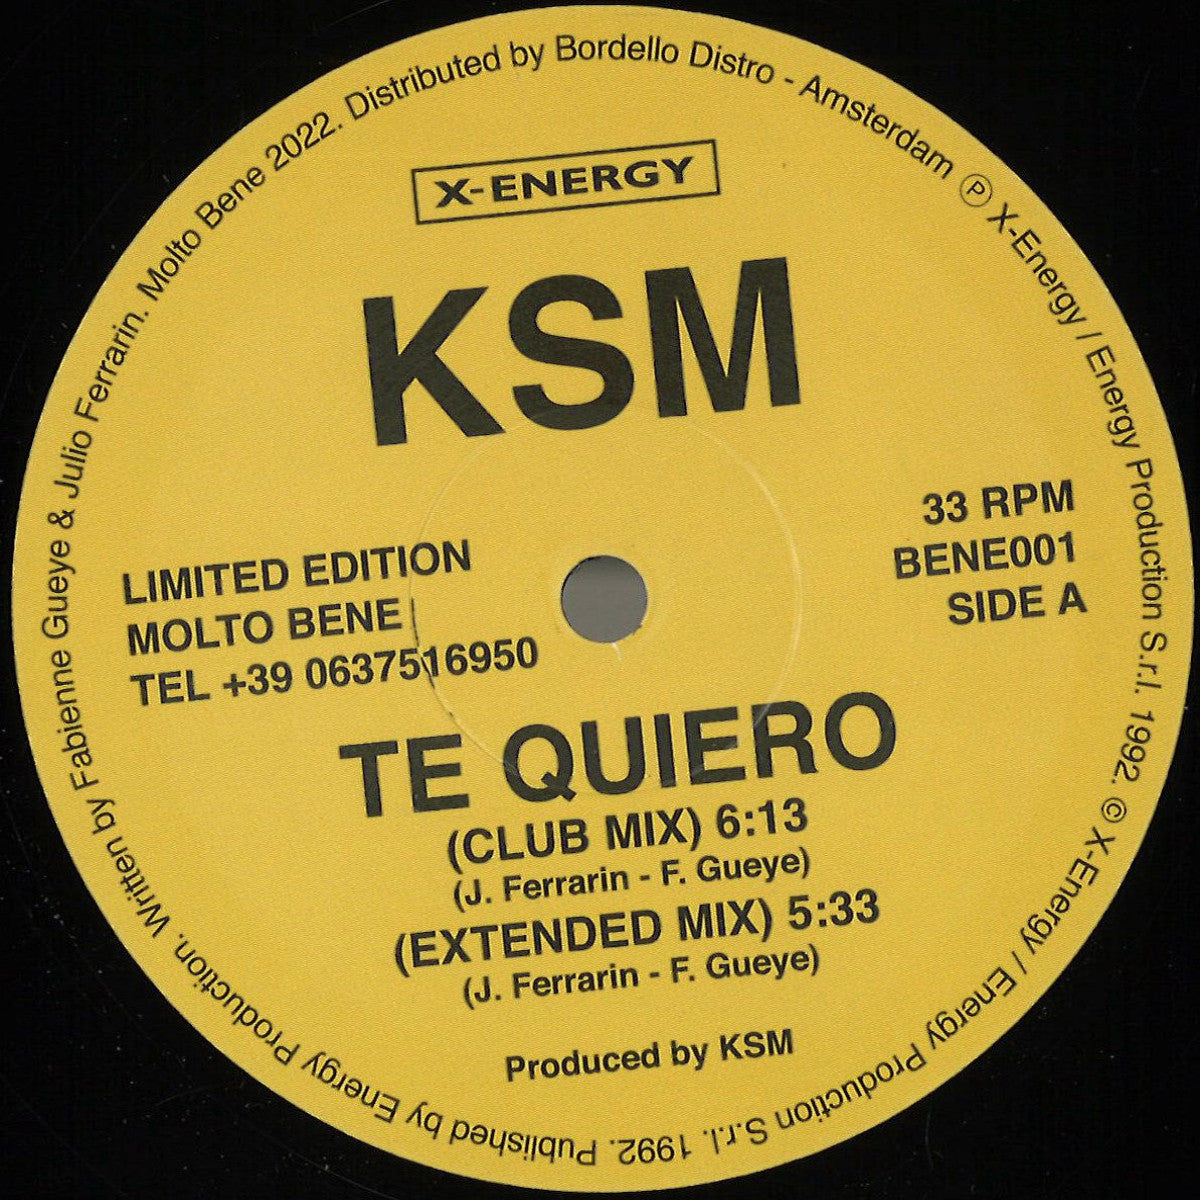 X-ENERGY
KSM
LIMITED EDITION
MOLTO BENE
TEL +39 0637516950
33 RPM
BENE001
SIDE A
TE QUIERO
(CLUB MIX) 6:13
(J. Ferrarin - F. Gueye)
(EXTENDED MIX) 5:33
(J. Ferrarin - F. Gueye)
Produced by KSM
Ⓟ X-Energy / Energy Production S.r.l. 1992. © X-Energy / Energy Production S.r.l. 1992. Published by Energy Production. Written by Fabienne Gueye & Julio Ferrarin. Molto Bene 2022. Distributed by Bordello Distro - Amsterdam